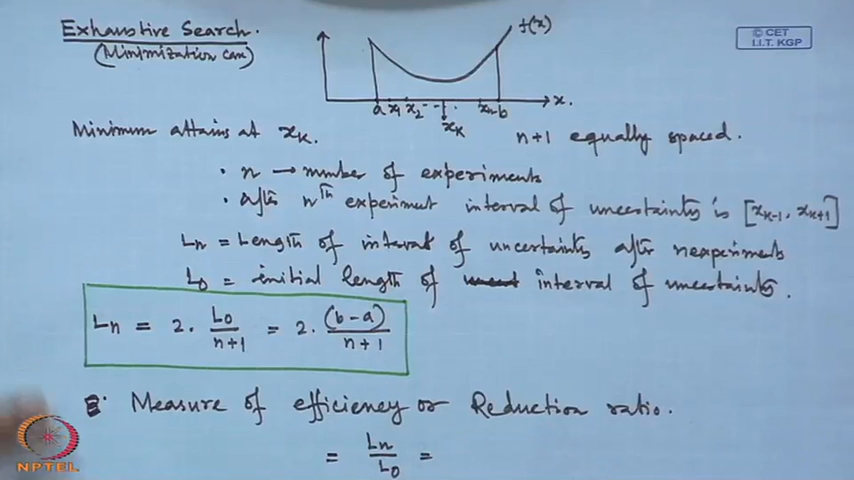 Exhaustive Search.
(Minimization case)
f(x)
© CET
I.I.T. KGP
a x1 x2 -- xn b x.
xk
Minimum attains at xk. n+1 equally spaced.
· n → number of experiments
· after nth experiment interval of uncertainty is [xk-1, xk+1]
Ln = Length of interval of uncertainty after n experiments
L0 = initial length of interval of uncertainty.
Ln = 2. L0/n+1 = 2. (b-a)/n+1
Measure of efficiency or Reduction ratio.
= Ln/L0 =
NPTEL